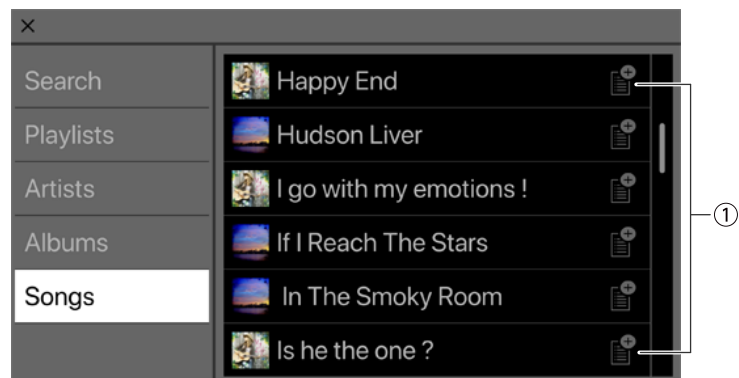 ×
Search
Playlists
Artists
Albums
Songs
Happy End
Hudson Liver
I go with my emotions !
If I Reach The Stars
In The Smoky Room
Is he the one ?
①